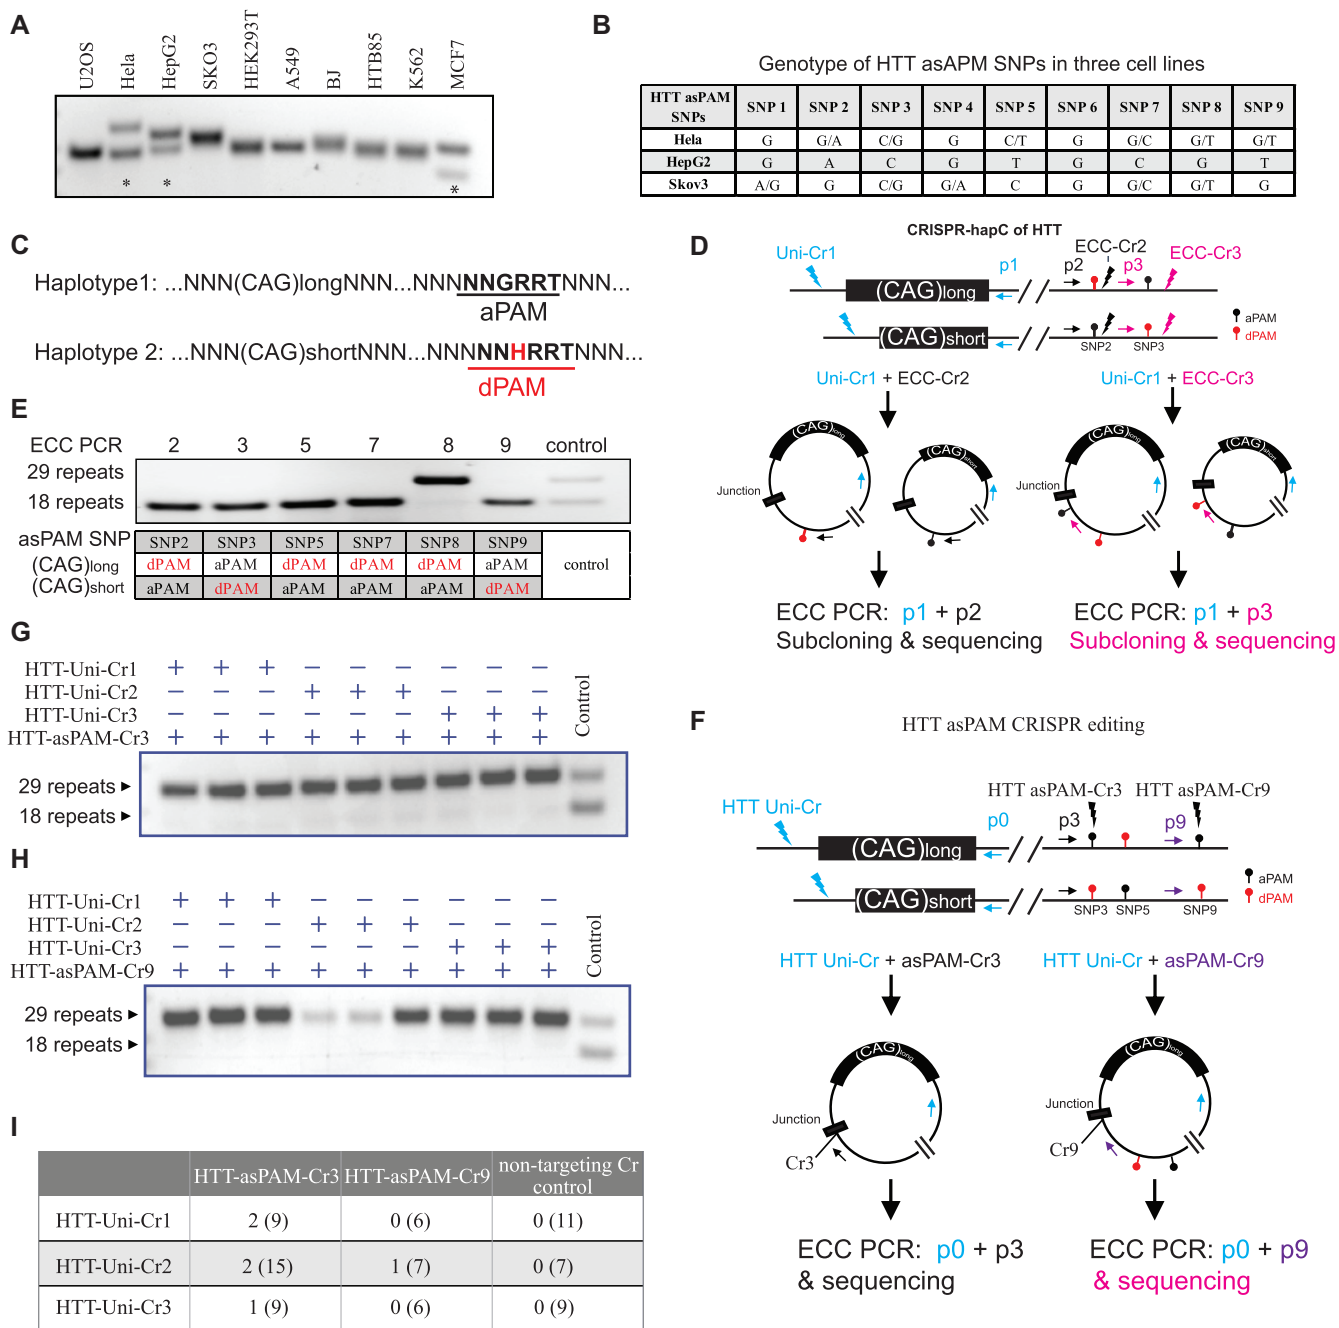 A
U2OS
Hela
HepG2
SKO3
HEK293T
A549
BJ
HTB85
K562
MCF7
* * *
B
Genotype of HTT asAPM SNPs in three cell lines
HTT asPAM SNPs SNP 1 SNP 2 SNP 3 SNP 4 SNP 5 SNP 6 SNP 7 SNP 8 SNP 9
Hela G G/A C/G G C/T G G/C G/T G/T
HepG2 G A C G T G C G T
Skov3 A/G G C/G G/A C G G/C G/T G
C
Haplotype1: ...NNN(CAG)longNNN...NNNNNGRRTNNN...
aPAM
Haplotype 2: ...NNN(CAG)shortNNN...NNNNNHRRTNNN...
dPAM
D
CRISPR-hapC of HTT
Uni-Cr1
p1
ECC-Cr2
p2
p3
ECC-Cr3
(CAG)long
(CAG)short
SNP2
SNP3
aPAM
dPAM
Uni-Cr1 + ECC-Cr2
Uni-Cr1 + ECC-Cr3
(CAG)long
(CAG)short
Junction
(CAG)long
(CAG)short
Junction
ECC PCR: p1 + p2
Subcloning & sequencing
ECC PCR: p1 + p3
Subcloning & sequencing
E
ECC PCR 2 3 5 7 8 9 control
29 repeats
18 repeats
asPAM SNP SNP2 SNP3 SNP5 SNP7 SNP8 SNP9 control
(CAG)long dPAM aPAM dPAM dPAM dPAM aPAM
(CAG)short aPAM dPAM aPAM aPAM aPAM dPAM
G
HTT-Uni-Cr1 + + + − − − − − −
HTT-Uni-Cr2 − − − + + + − − −
HTT-Uni-Cr3 − − − − − − + + +
HTT-asPAM-Cr3 + + + + + + + + +
Control
29 repeats
18 repeats
H
HTT-Uni-Cr1 + + + − − − − − −
HTT-Uni-Cr2 − − − + + + − − −
HTT-Uni-Cr3 − − − − − − + + +
HTT-asPAM-Cr9 + + + + + + + + +
Control
29 repeats
18 repeats
F
HTT asPAM CRISPR editing
HTT Uni-Cr
p0
HTT asPAM-Cr3
HTT asPAM-Cr9
p3
p9
(CAG)long
(CAG)short
SNP3
SNP5
SNP9
aPAM
dPAM
HTT Uni-Cr + asPAM-Cr3
HTT Uni-Cr + asPAM-Cr9
(CAG)long
Junction
Cr3
(CAG)long
Junction
Cr9
ECC PCR: p0 + p3
& sequencing
ECC PCR: p0 + p9
& sequencing
I
HTT-asPAM-Cr3 HTT-asPAM-Cr9 non-targeting Cr control
HTT-Uni-Cr1 2 (9) 0 (6) 0 (11)
HTT-Uni-Cr2 2 (15) 1 (7) 0 (7)
HTT-Uni-Cr3 1 (9) 0 (6) 0 (9)